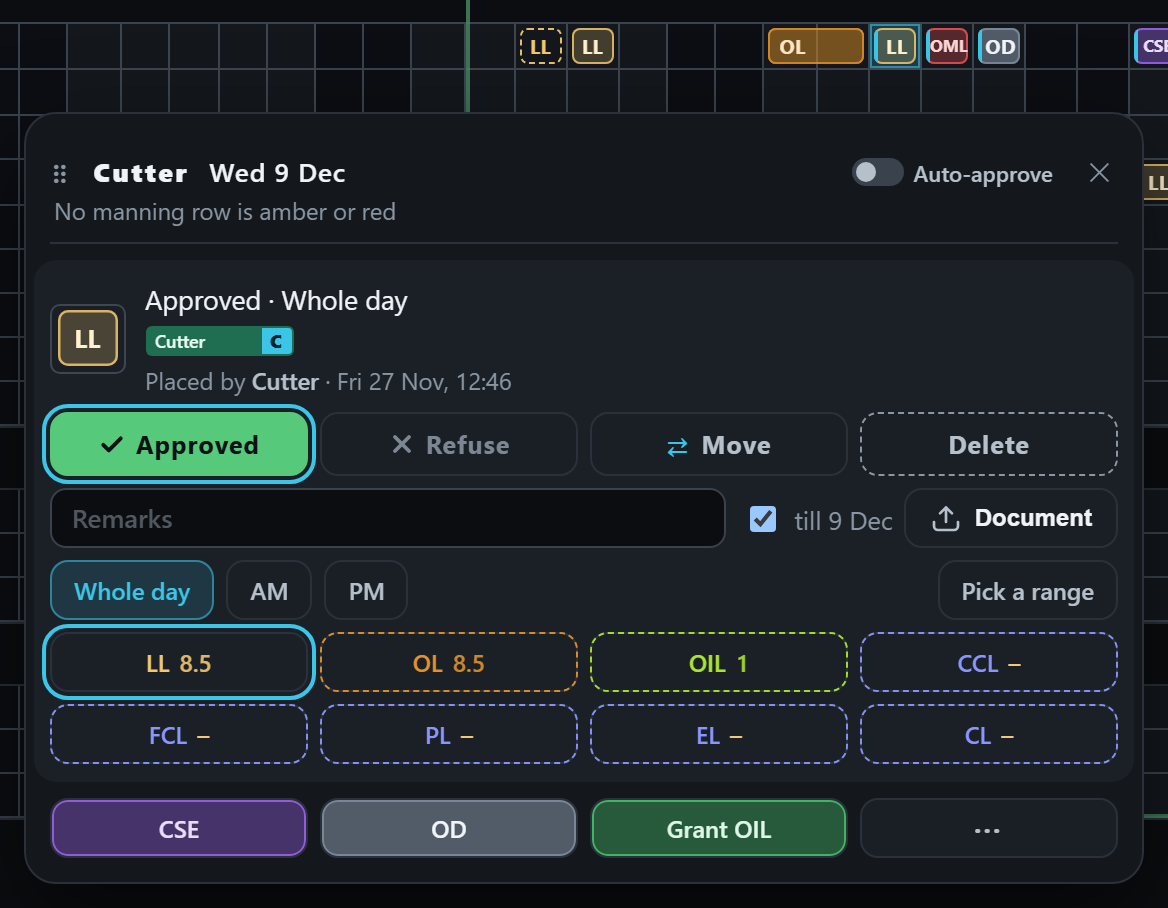 LL LL OL LL OML OD CSE
Cutter Wed 9 Dec Auto-approve
No manning row is amber or red
LL
Approved · Whole day
LL
Cutter C
Placed by Cutter · Fri 27 Nov, 12:46
Approved Refuse Move Delete
Remarks till 9 Dec Document
Whole day AM PM Pick a range
LL 8.5 OL 8.5 OIL 1 CCL –
FCL – PL – EL – CL –
CSE OD Grant OIL ...